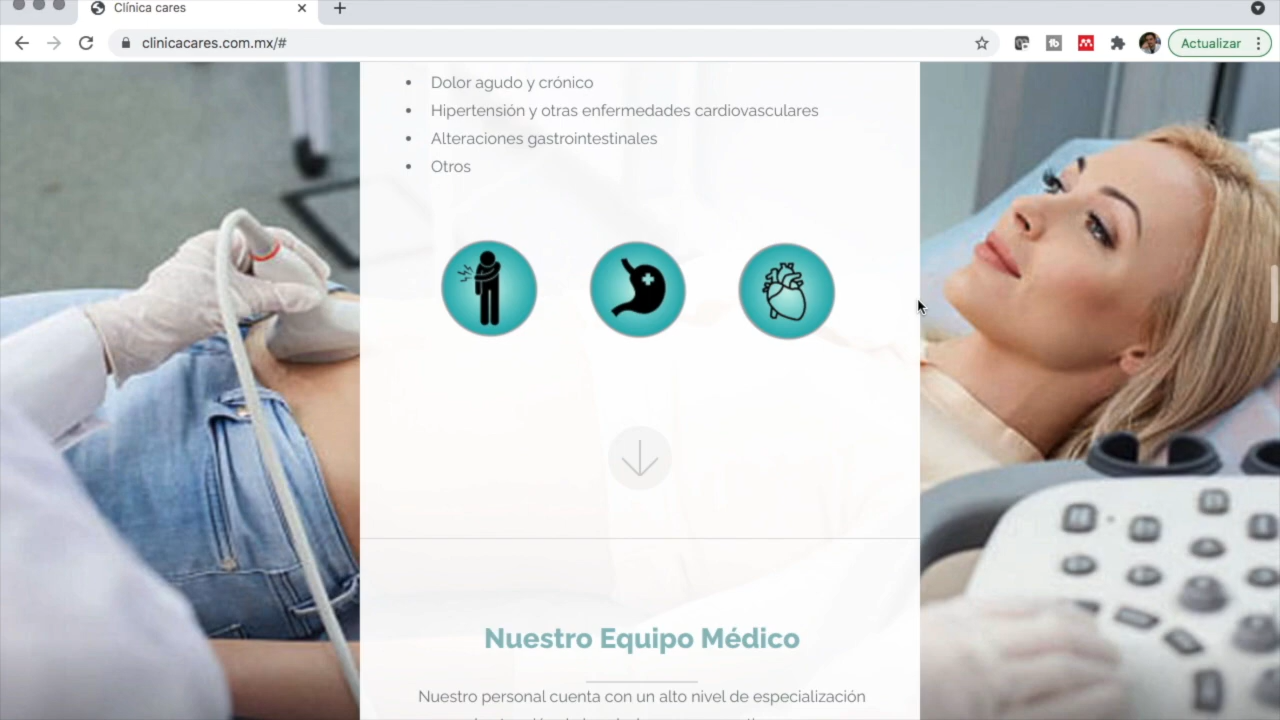 Clínica cares
clinicacares.com.mx/#
Actualizar
• Dolor agudo y crónico
• Hipertensión y otras enfermedades cardiovasculares
• Alteraciones gastrointestinales
• Otros
Nuestro Equipo Médico
Nuestro personal cuenta con un alto nivel de especialización